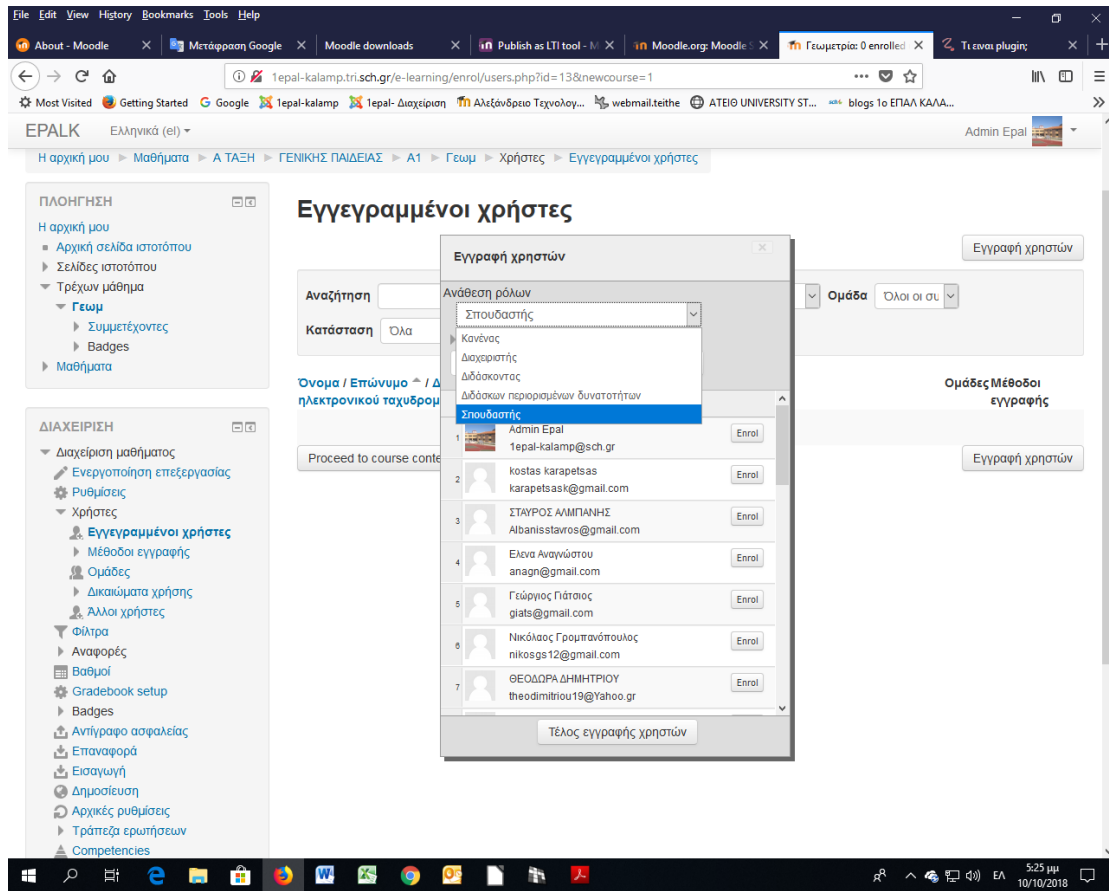 File Edit View History Bookmarks Tools Help
About - Moodle Μετάφραση Google Moodle downloads Publish as LTI tool - M Moodle.org: Moodle S Γεωμετρία: 0 enrolled Τι ειναι plugin;
1epal-kalamp.tri.sch.gr/e-learning/enrol/users.php?id=13&newcourse=1
Most Visited Getting Started Google 1epal-kalamp 1epal- Διαχείριση Αλεξάνδρειο Τεχνολογ... webmail.teithe ΑΤΕΙΘ UNIVERSITY ST... blogs 1ο ΕΠΑΛ ΚΑΛΑ...
EPALK Ελληνικά (el) Admin Epal
Η αρχική μου Μαθήματα Α ΤΑΞΗ ΓΕΝΙΚΗΣ ΠΑΙΔΕΙΑΣ Α1 Γεωμ Χρήστες Εγγεγραμμένοι χρήστες
ΠΛΟΗΓΗΣΗ
Η αρχική μου
Αρχική σελίδα ιστοτόπου
Σελίδες ιστοτόπου
Τρέχων μάθημα
Γεωμ
Συμμετέχοντες
Badges
Μαθήματα
ΔΙΑΧΕΙΡΙΣΗ
Διαχείριση μαθήματος
Ενεργοποίηση επεξεργασίας
Ρυθμίσεις
Χρήστες
Εγγεγραμμένοι χρήστες
Μέθοδοι εγγραφής
Ομάδες
Δικαιώματα χρήσης
Άλλοι χρήστες
Φίλτρα
Αναφορές
Βαθμοί
Gradebook setup
Badges
Αντίγραφο ασφαλείας
Επαναφορά
Εισαγωγή
Δημοσίευση
Αρχικές ρυθμίσεις
Τράπεζα ερωτήσεων
Competencies
Εγγεγραμμένοι χρήστες
Εγγραφή χρηστών
Αναζήτηση Ομάδα Όλοι οι συ
Κατάσταση Όλα
Όνομα / Επώνυμο / Δ Ομάδες Μέθοδοι
ηλεκτρονικού ταχυδρομ εγγραφής
Proceed to course conte Εγγραφή χρηστών
Εγγραφή χρηστών
Ανάθεση ρόλων
Σπουδαστής
Κανένας
Διαχειριστής
Διδάσκοντας
Διδάσκων περιορισμένων δυνατοτήτων
Σπουδαστής
1 Admin Epal Enrol
1epal-kalamp@sch.gr
2 kostas karapetsas Enrol
karapetsask@gmail.com
3 ΣΤΑΥΡΟΣ ΑΛΜΠΑΝΗΣ Enrol
Albanisstavros@gmail.com
4 Ελενα Αναγνώστου Enrol
anagn@gmail.com
5 Γεώργιος Γιάτσιος Enrol
giats@gmail.com
6 Νικόλαος Γρομπανόπουλος Enrol
nikosgs12@gmail.com
7 ΘΕΟΔΩΡΑ ΔΗΜΗΤΡΙΟΥ Enrol
theodimitriou19@Yahoo.gr
Τέλος εγγραφής χρηστών
ΕΛ 5:25 μμ
10/10/2018